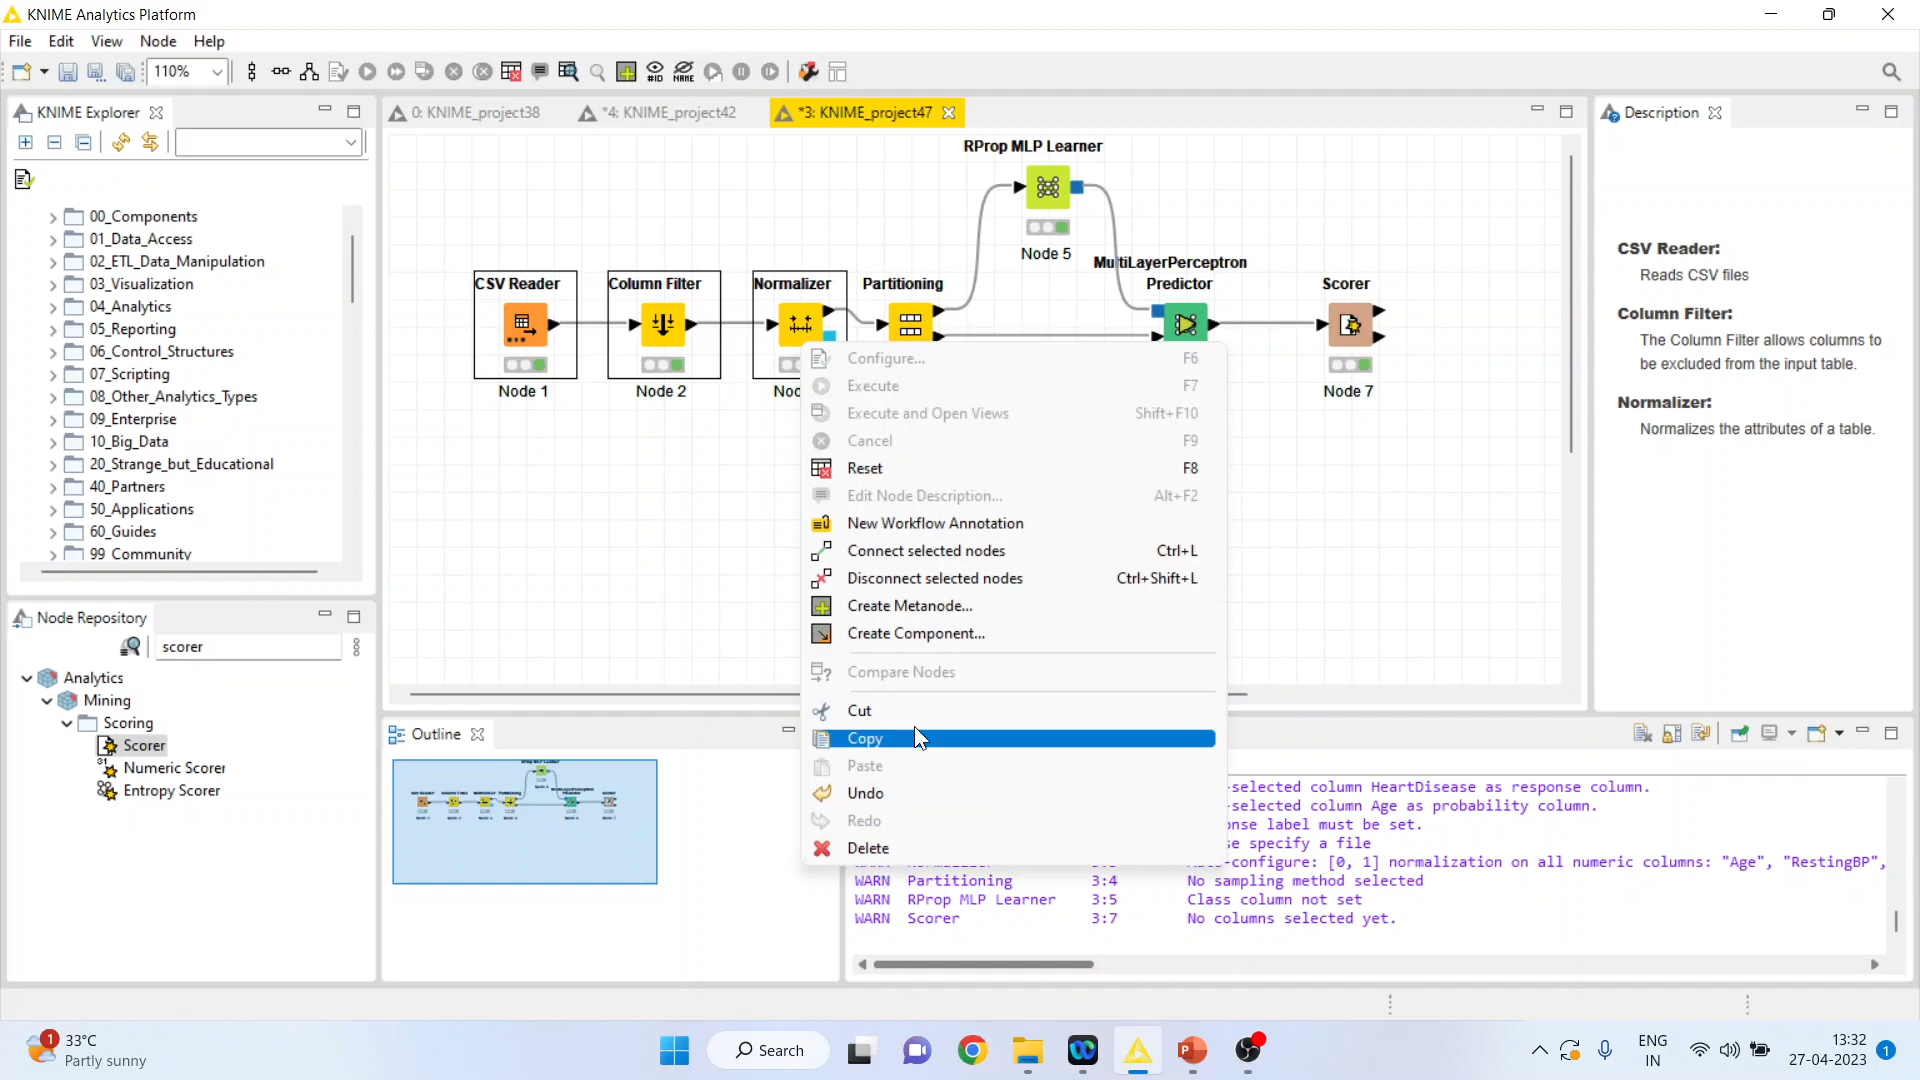 KNIME Analytics Platform
File Edit View Node Help
110%
KNIME Explorer
0: KNIME_project38
*4: KNIME_project42
*3: KNIME_project47
Description
00_Components
01_Data_Access
02_ETL_Data_Manipulation
03_Visualization
04_Analytics
05_Reporting
06_Control_Structures
07_Scripting
08_Other_Analytics_Types
09_Enterprise
10_Big_Data
20_Strange_but_Educational
40_Partners
50_Applications
60_Guides
99_Community
RProp MLP Learner
Node 5
MultiLayerPerceptron
Predictor
CSV Reader
Node 1
Column Filter
Node 2
Normalizer
Partitioning
Scorer
Node 7
CSV Reader:
Reads CSV files
Column Filter:
The Column Filter allows columns to
be excluded from the input table.
Normalizer:
Normalizes the attributes of a table.
Configure... F6
Execute F7
Execute and Open Views Shift+F10
Cancel F9
Reset F8
Edit Node Description... Alt+F2
New Workflow Annotation
Connect selected nodes Ctrl+L
Disconnect selected nodes Ctrl+Shift+L
Create Metanode...
Create Component...
Compare Nodes
Cut
Copy
Paste
Undo
Redo
Delete
Node Repository
scorer
Analytics
Mining
Scoring
Scorer
Numeric Scorer
Entropy Scorer
Outline
-selected column HeartDisease as response column.
-selected column Age as probability column.
label must be set.
specify a file
-configure: [0, 1] normalization on all numeric columns: "Age", "RestingBP",
WARN Partitioning 3:4 No sampling method selected
WARN RProp MLP Learner 3:5 Class column not set
WARN Scorer 3:7 No columns selected yet.
1
33°C
Partly sunny
Search
ENG
IN
13:32
27-04-2023
1